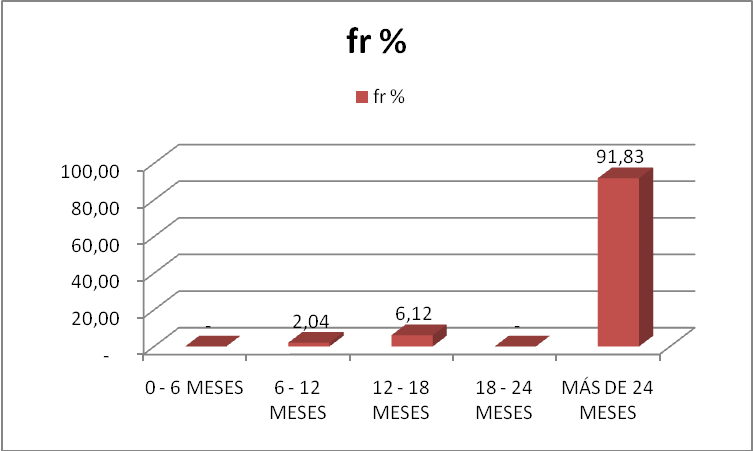 fr %
fr %
100,00
80,00
60,00
40,00
20,00
-
-
2,04
6,12
-
91,83
0 - 6 MESES
6 - 12
MESES
12 - 18
MESES
18 - 24
MESES
MÁS DE 24
MESES